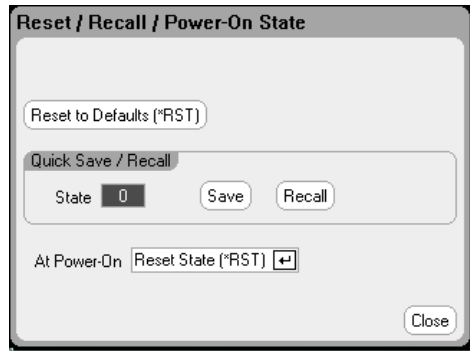 Reset / Recall / Power-On State
Reset to Defaults (*RST)
Quick Save / Recall
State 0 Save Recall
At Power-On Reset State (*RST)
Close